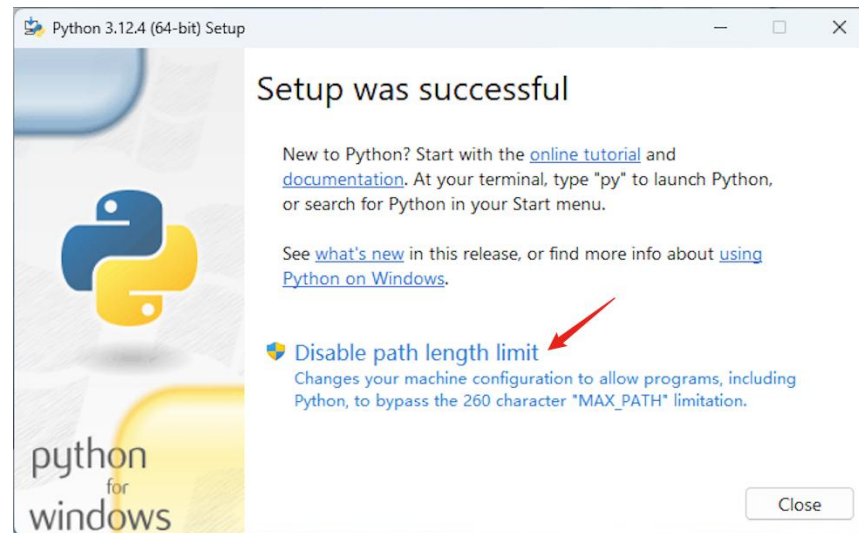 Python 3.12.4 (64-bit) Setup
Setup was successful
New to Python? Start with the online tutorial and
documentation. At your terminal, type "py" to launch Python,
or search for Python in your Start menu.
See what's new in this release, or find more info about using
Python on Windows.
Disable path length limit
Changes your machine configuration to allow programs, including
Python, to bypass the 260 character "MAX_PATH" limitation.
python
for
windows
Close